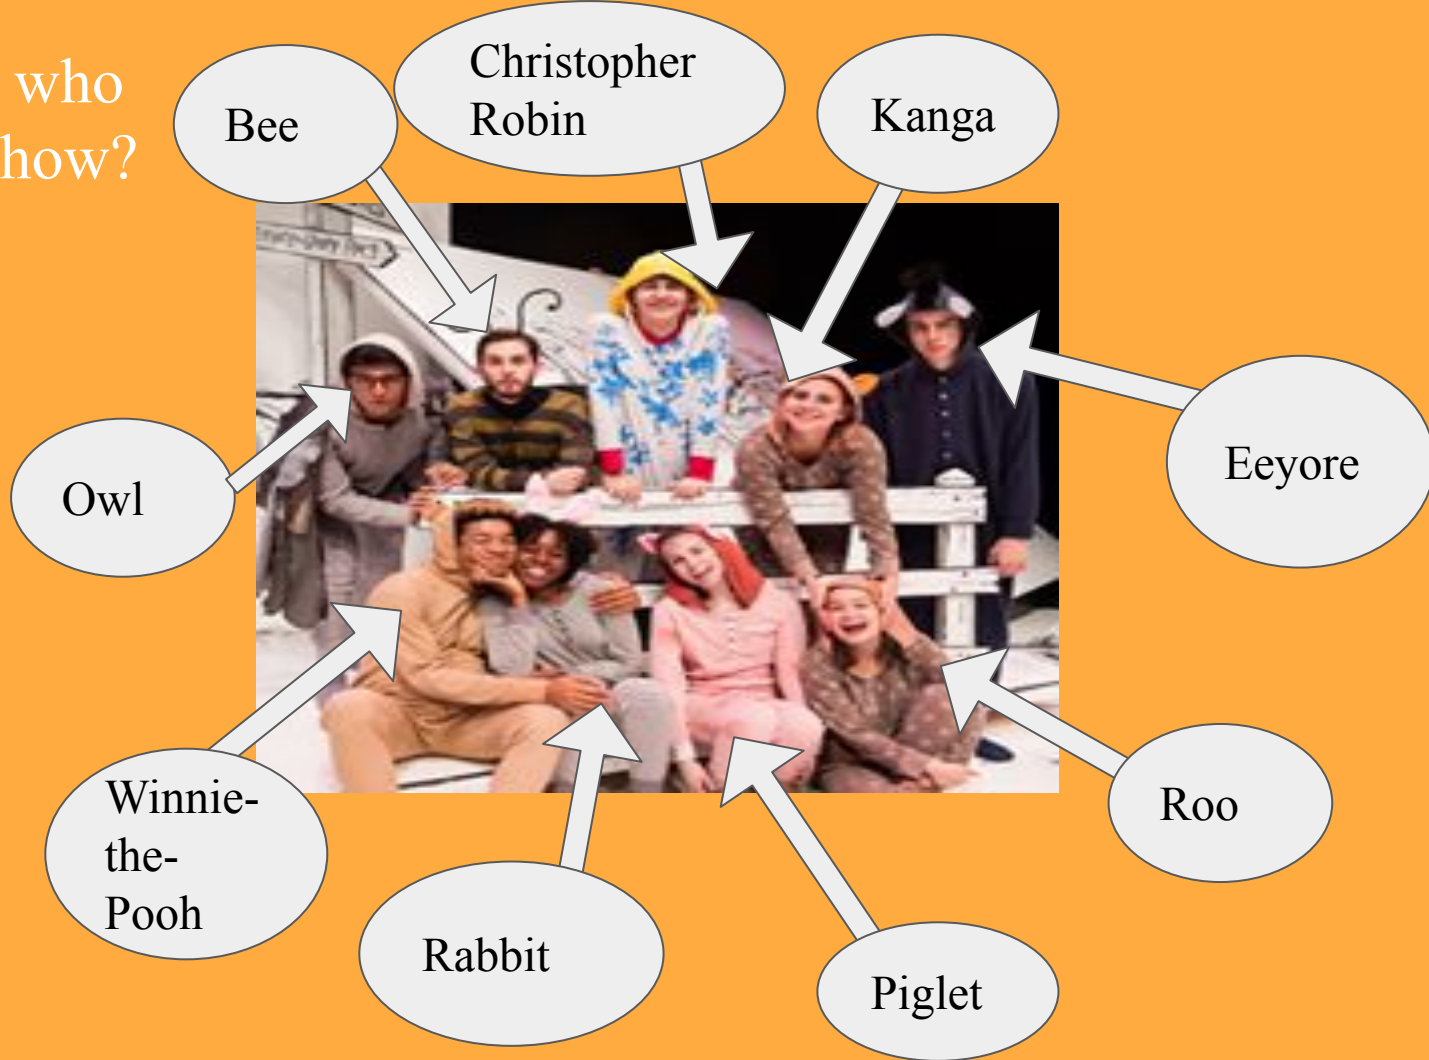 who
how?
Bee
Christopher
Robin
Kanga
Owl
Eeyore
Winnie-
the-
Pooh
Rabbit
Piglet
Roo